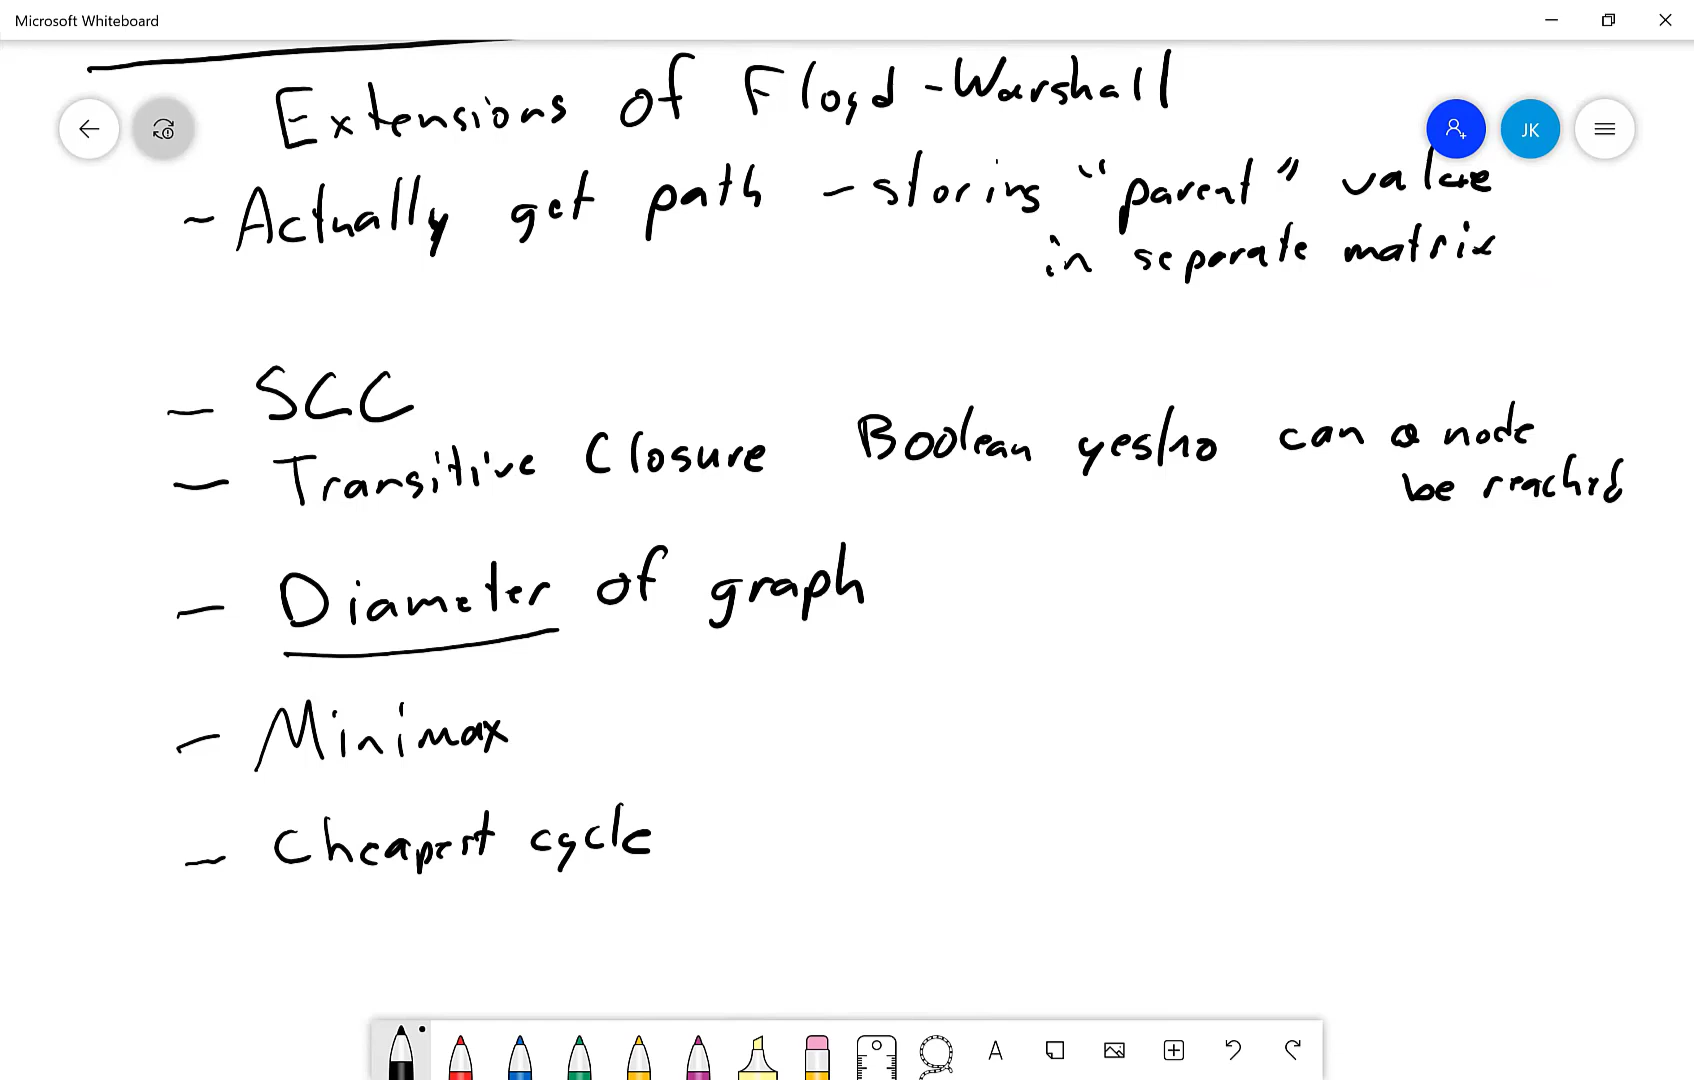 Microsoft Whiteboard
Extensions of Floyd-Warshall
JK
- Actually get path - storing "parent" value
in separate matrix
- SCC
- Transitive Closure Boolean yes/no can a node
be reached
- Diameter of graph
- Minimax
- Cheapest cycle
A